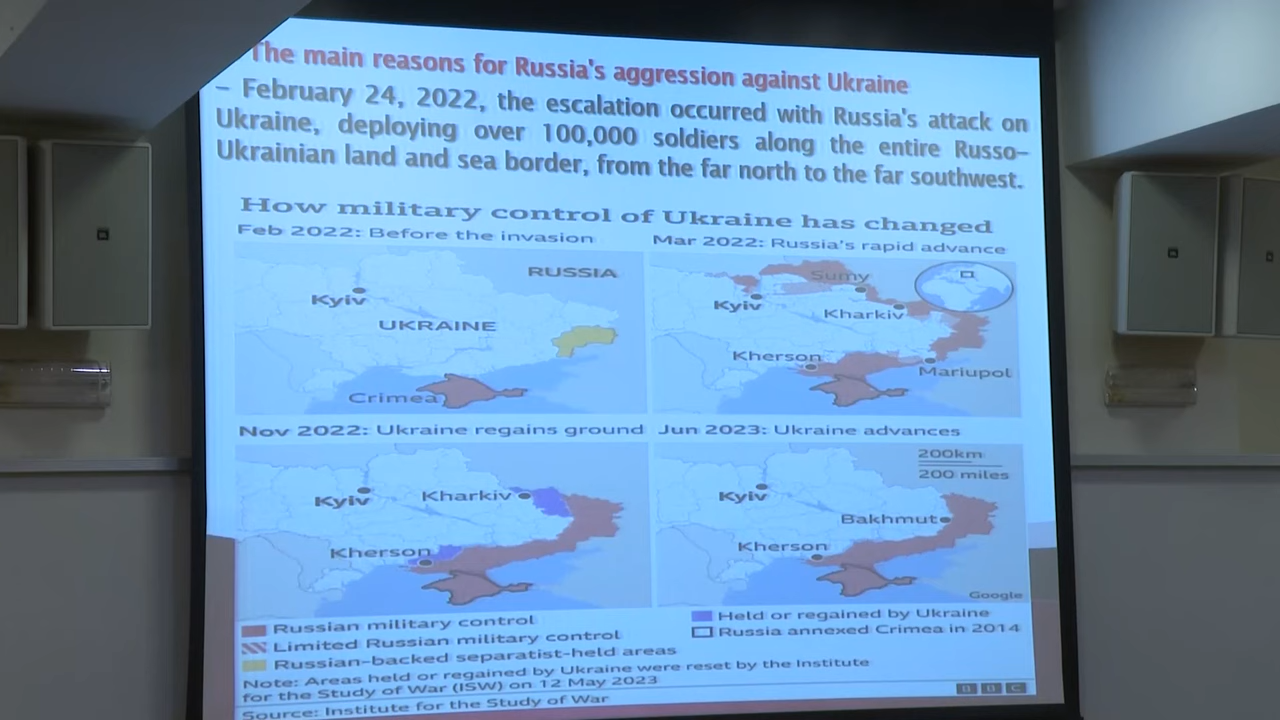 The main reasons for Russia's aggression against Ukraine
– February 24, 2022, the escalation occurred with Russia's attack on
Ukraine, deploying over 100,000 soldiers along the entire Russo–
Ukrainian land and sea border, from the far north to the far southwest.
How military control of Ukraine has changed
Feb 2022: Before the invasion
RUSSIA
Kyiv
UKRAINE
Crimea
Mar 2022: Russia's rapid advance
Sumy
Kyiv
Kharkiv
Kherson
Mariupol
Nov 2022: Ukraine regains ground
Kyiv
Kharkiv
Kherson
Jun 2023: Ukraine advances
200km
200 miles
Kyiv
Bakhmut
Kherson
Google
Russian military control
Limited Russian military control
Russian–backed separatist–held areas
Held or regained by Ukraine
Russia annexed Crimea in 2014
Note: Areas held or regained by Ukraine were reset by the Institute
for the Study of War (ISW) on 12 May 2023
Source: Institute for the Study of War
BBC